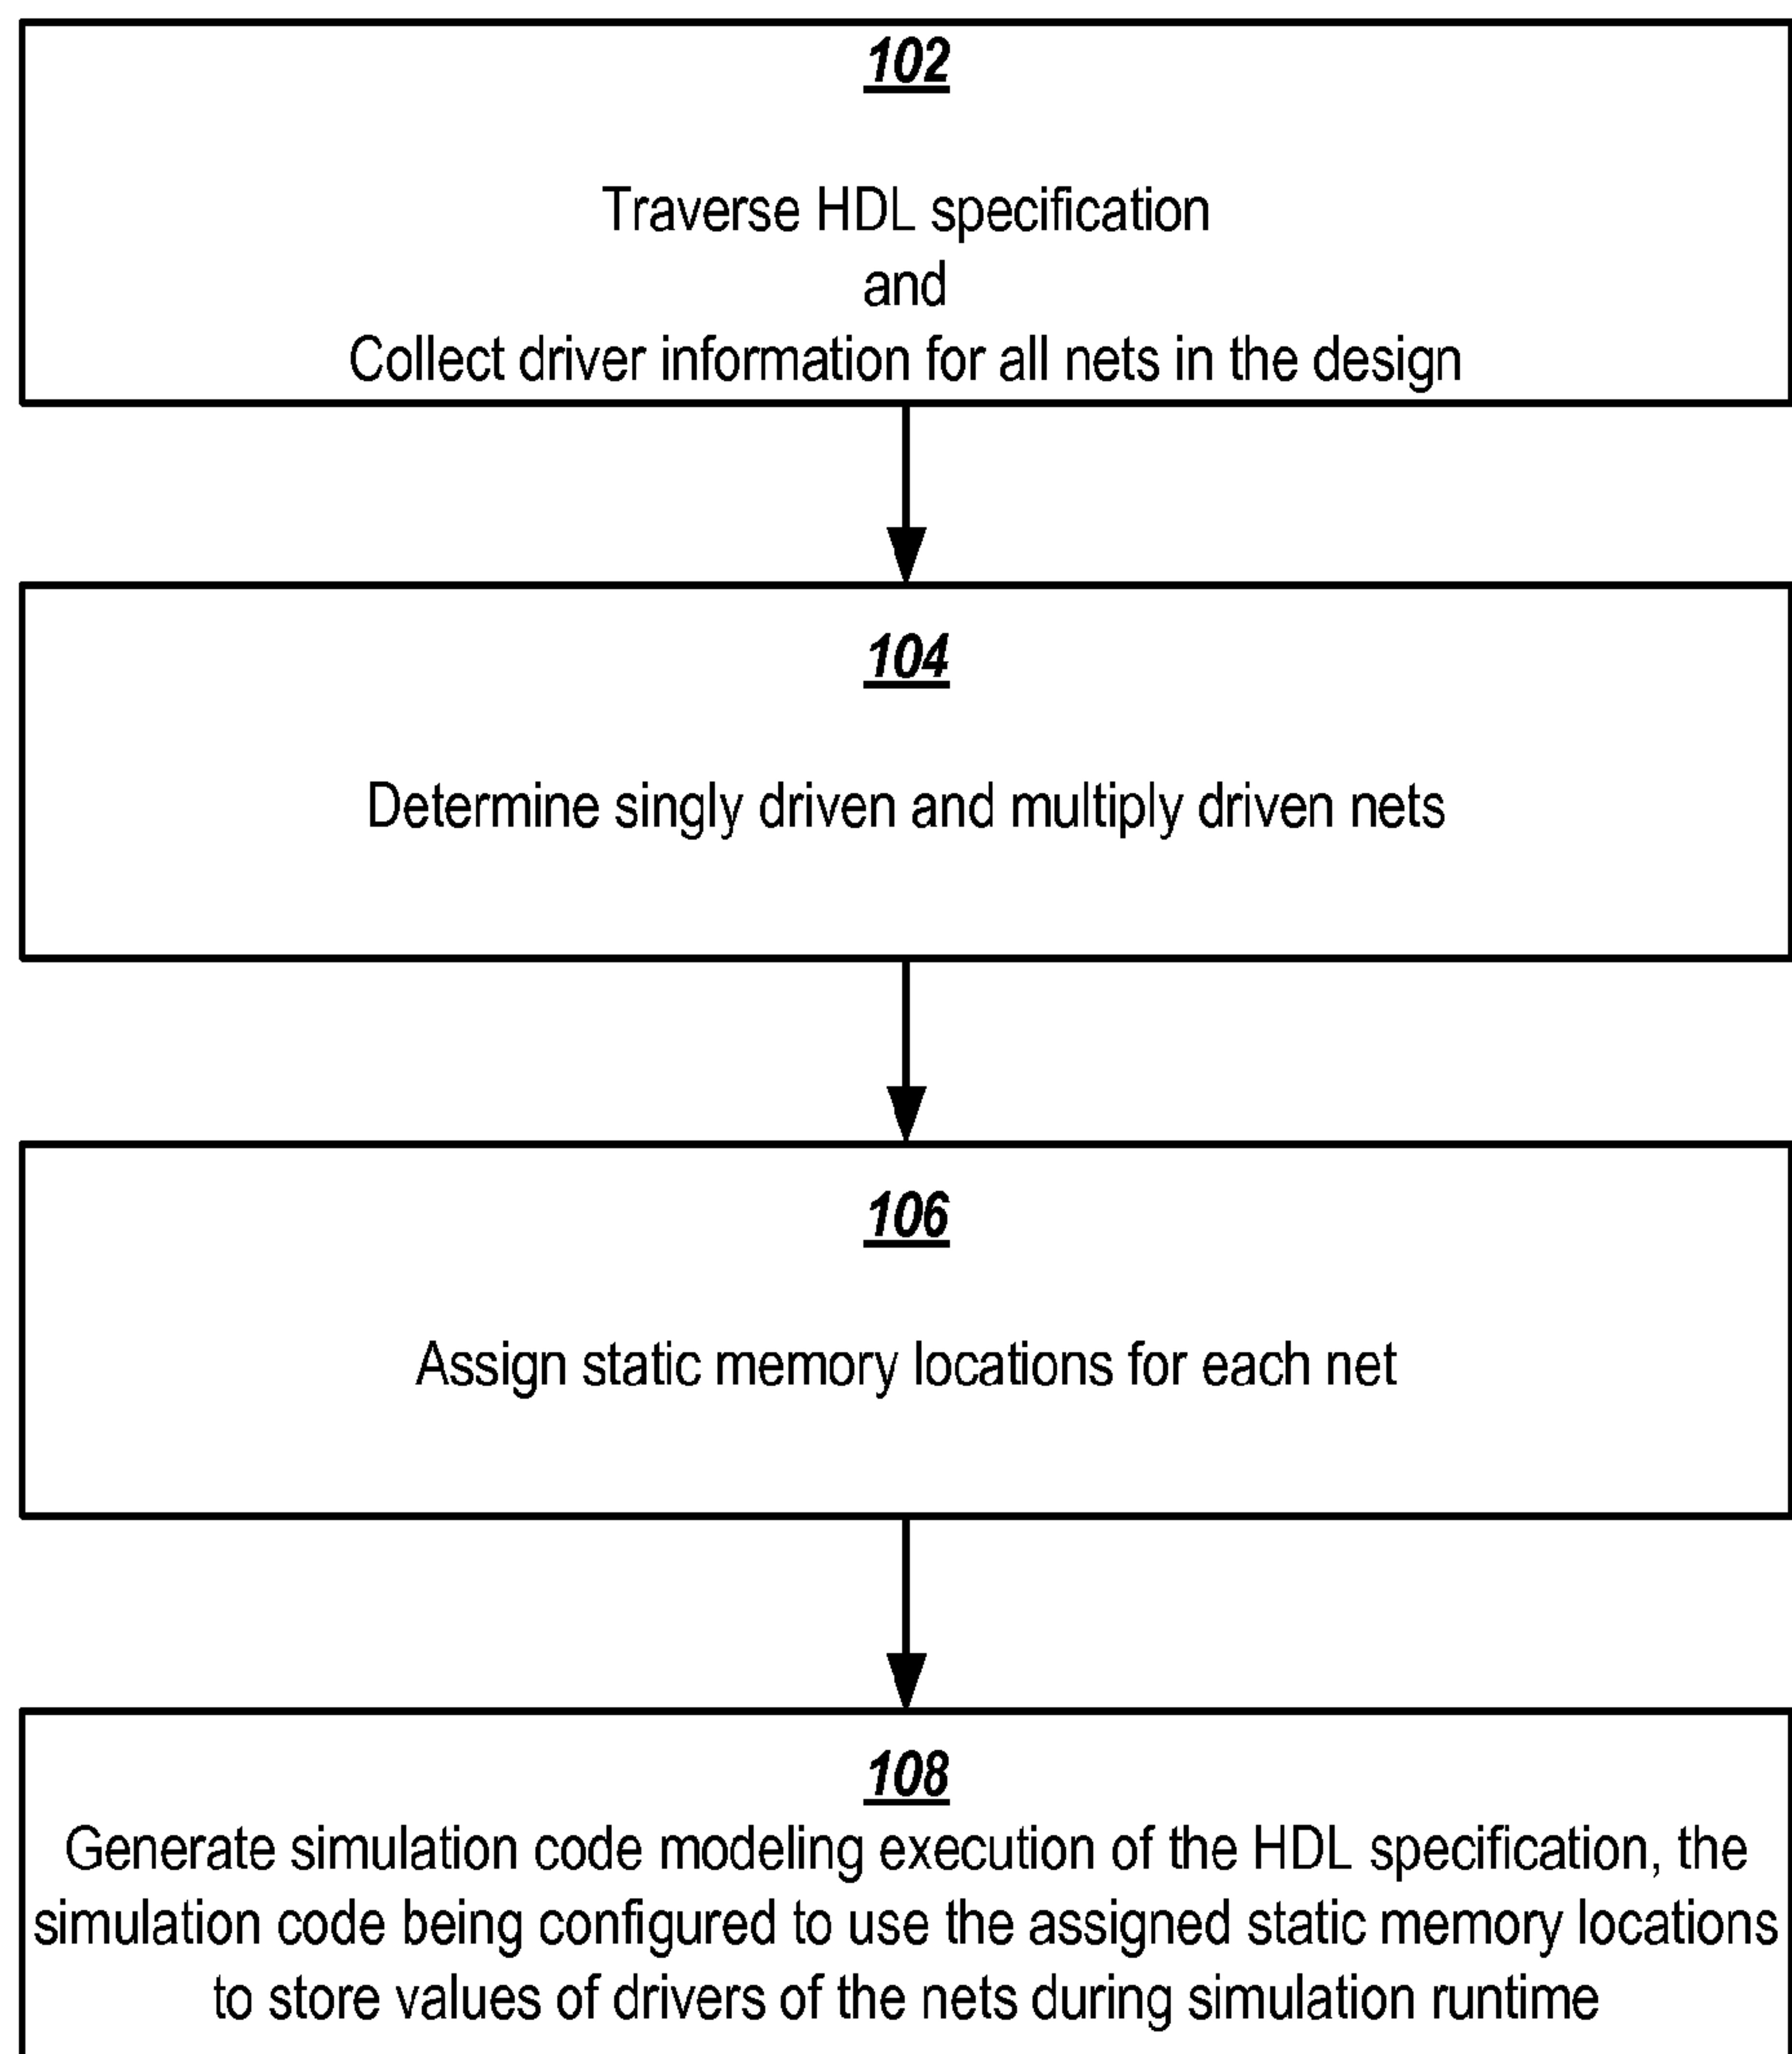 102
Traverse HDL specification
and
Collect driver information for all nets in the design
104
Determine singly driven and multiply driven nets
106
Assign static memory locations for each net
108
Generate simulation code modeling execution of the HDL specification, the
simulation code being configured to use the assigned static memory locations
to store values of drivers of the nets during simulation runtime